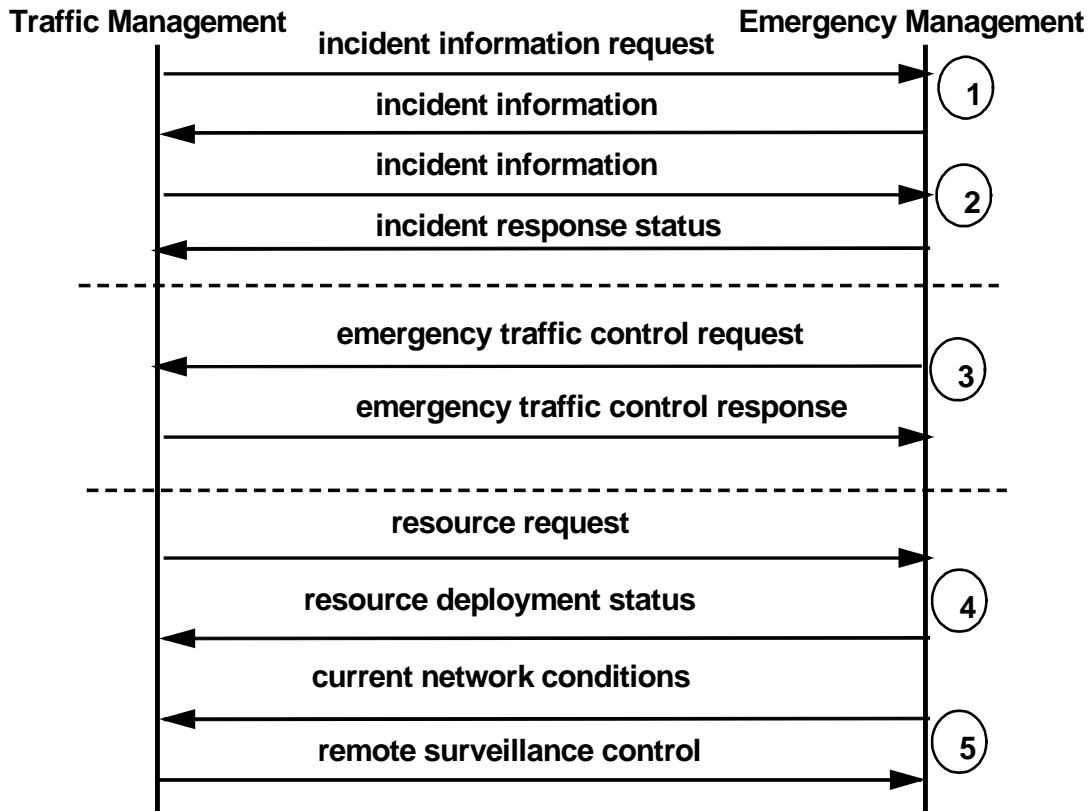 Traffic Management
Emergency Management
incident information request
1
incident information
incident information
2
incident response status
emergency traffic control request
3
emergency traffic control response
resource request
resource deployment status
4
current network conditions
5
remote surveillance control